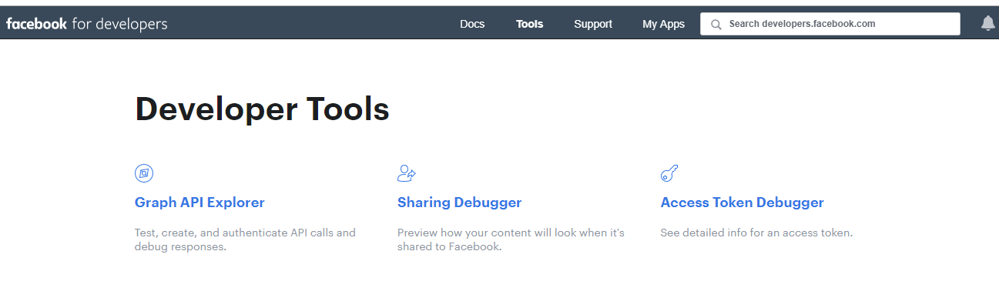 facebook for developers Docs Tools Support My Apps Search developers.facebook.com
Developer Tools
Graph API Explorer
Test, create, and authenticate API calls and
debug responses.
Sharing Debugger
Preview how your content will look when it's
shared to Facebook.
Access Token Debugger
See detailed info for an access token.